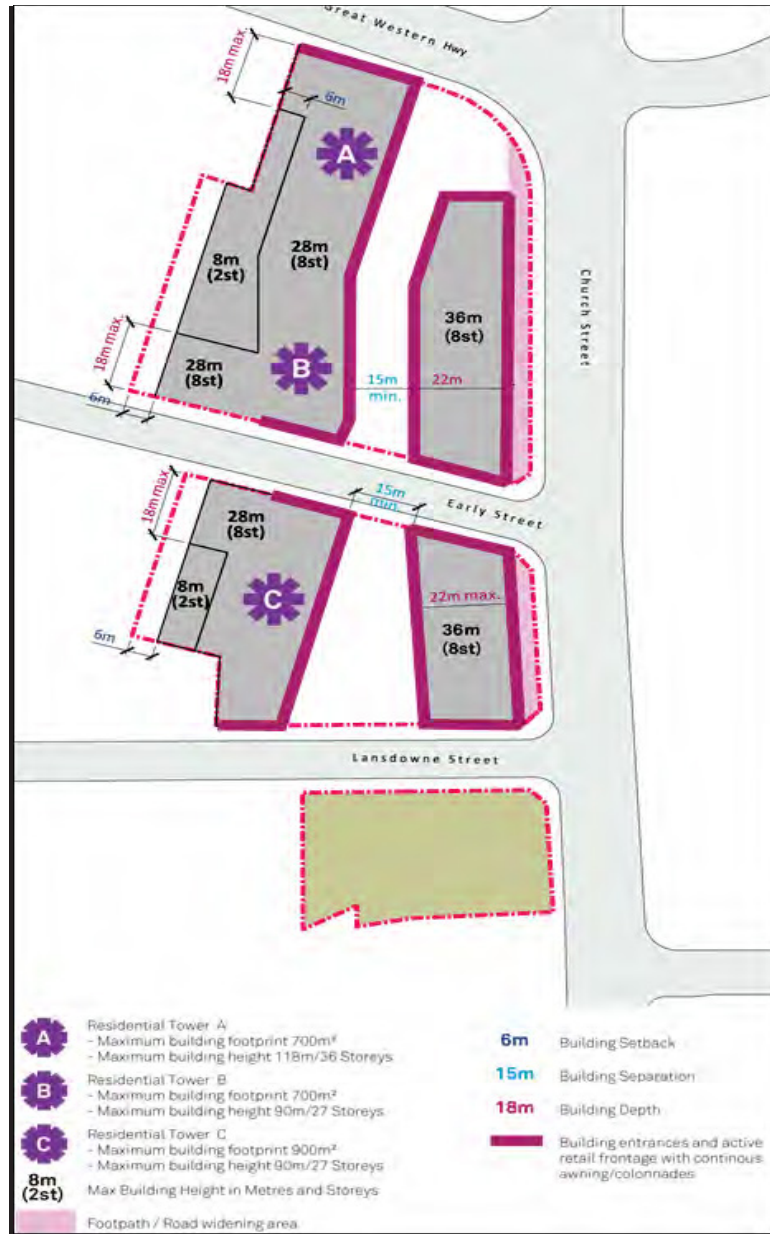 Great Western Hwy
18m max.
6m
A
8m
(2st)
28m
(8st)
36m
(8st)
Church Street
18m max.
28m
(8st)
B
15m
min.
22m
6m
Early Street
15m
min.
18m max
28m
(8st)
8m
(2st)
C
22m max.
36m
(8st)
6m
Lansdowne Street
A
Residential Tower A
- Maximum building footprint 700m²
- Maximum building height 118m/36 Storeys
B
Residential Tower B
- Maximum building footprint 700m²
- Maximum building height 90m/27 Storeys
C
Residential Tower C
- Maximum building footprint 900m²
- Maximum building height 90m/27 Storeys
8m
(2st)
Max Building Height in Metres and Storeys
Footpath / Road widening area
6m Building Setback
15m Building Separation
18m Building Depth
Building entrances and active
retail frontage with continous
awning/colonnades